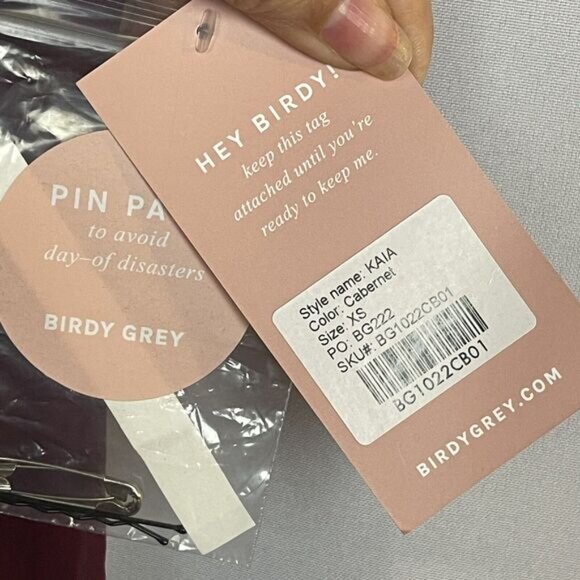 HEY BIRDY!
keep this tag
attached until you're
ready to keep me.
Style name: KAIA
Color: Cabernet
Size: XS
PO: BG222
SKU#: BG1022CB01
BG1022CB01
BIRDYGREY.COM
PIN PA
to avoid
day-of disasters
BIRDY GREY